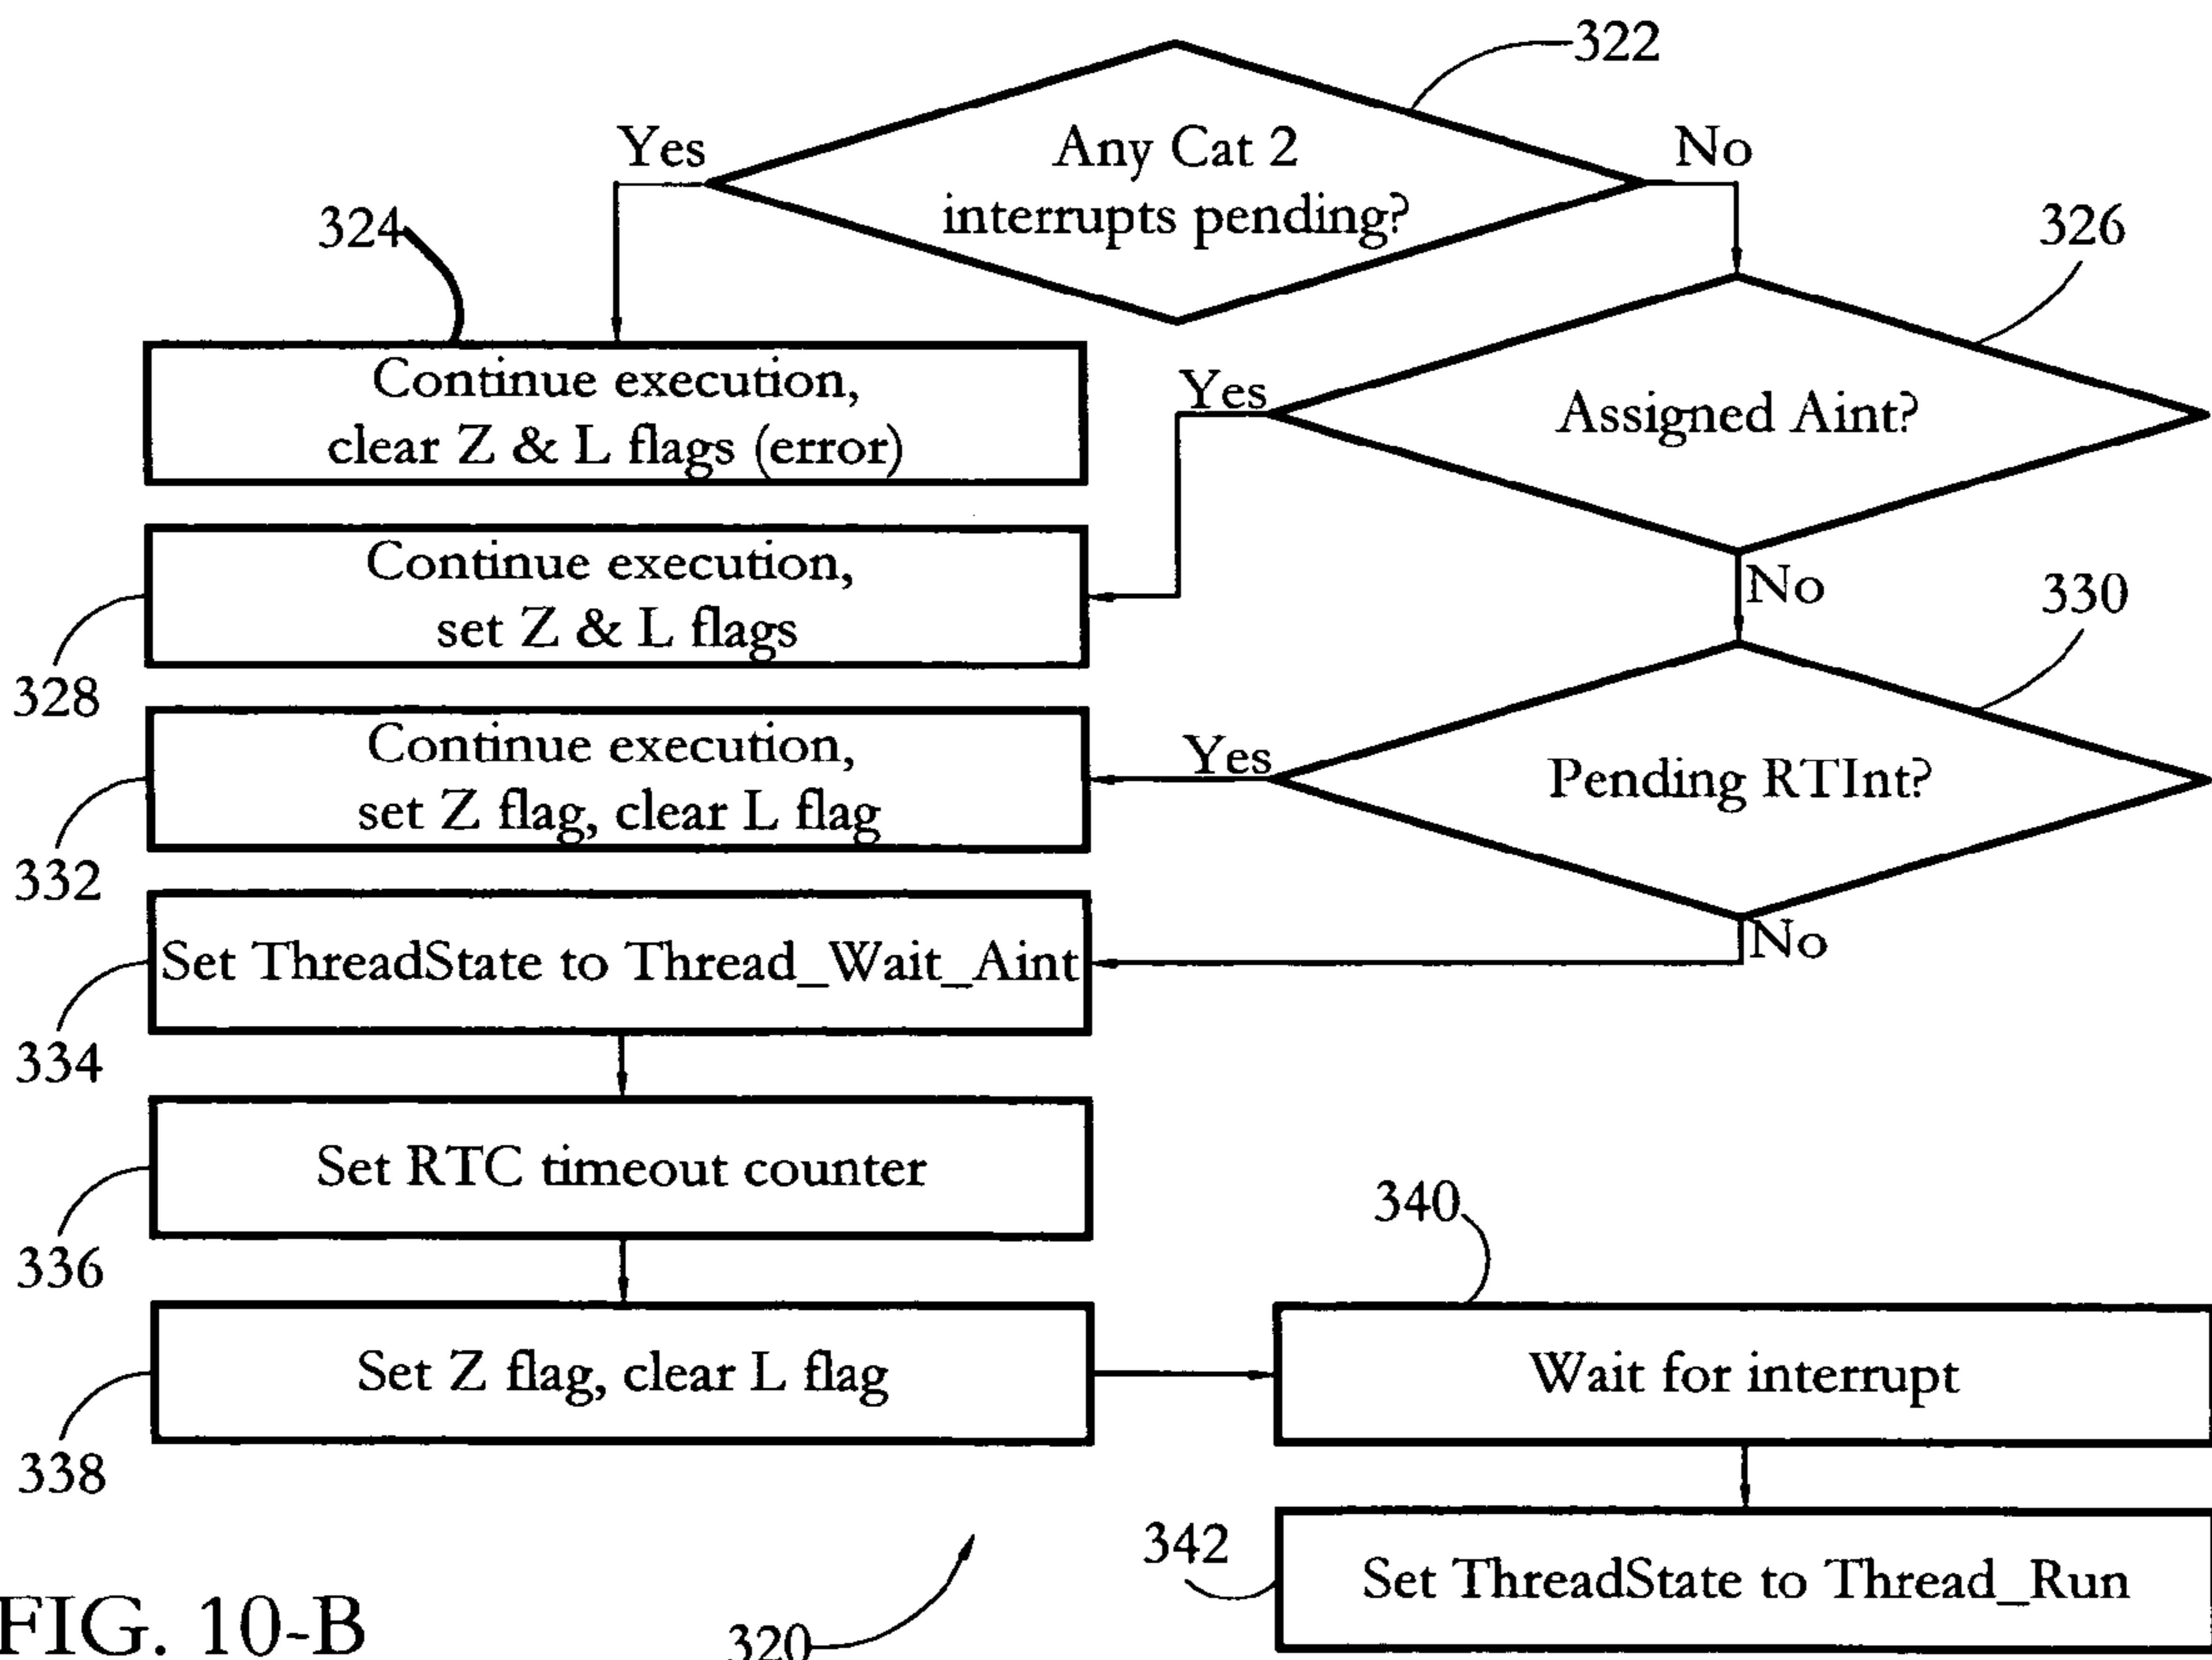 322
Yes
Any Cat 2
No
interrupts pending?
324
326
Continue execution,
clear Z & L flags (error)
Yes
Assigned Aint?
Continue execution,
set Z & L flags
No
328
330
Continue execution,
set Z flag, clear L flag
Yes
Pending RTInt?
332
No
Set ThreadState to Thread_Wait_Aint
334
Set RTC timeout counter
336
340
Set Z flag, clear L flag
Wait for interrupt
338
342
Set ThreadState to Thread_Run
FIG. 10-B
320